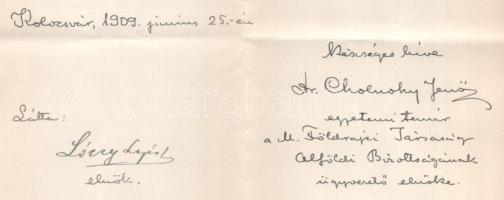 Kolozsvár, 1909. június 25.-én
Készséges híve
Dr. Cholnoky Jenő
egyetemi tanár
a M. Földrajzi Társaság
Alföldi Bizottságának
ügyvezető elnöke.
Látta:
Lóczy Lajos
elnök.